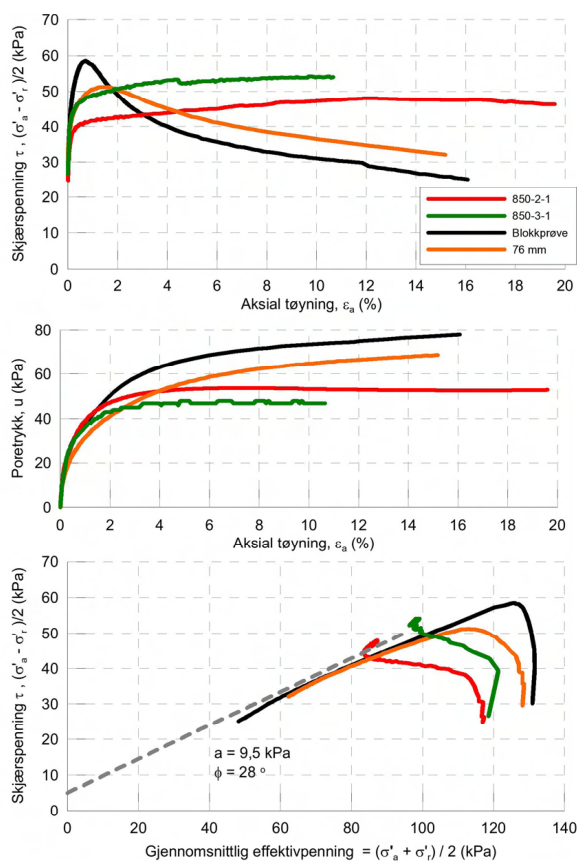 Skjærspenning τ , (σ'a - σ'r )/2 (kPa)
70
60
50
40
30
20
10
0
0 2 4 6 8 10 12 14 16 18 20
Aksial tøyning, εa (%)
850-2-1
850-3-1
Blokkprøve
76 mm
Poretrykk, u (kPa)
80
60
40
20
0
0 2 4 6 8 10 12 14 16 18 20
Aksial tøyning, εa (%)
Skjærspenning τ , (σ'a - σ'r )/2 (kPa)
70
60
50
40
30
20
10
0
a = 9,5 kPa
ϕ = 28 °
0 20 40 60 80 100 120 140
Gjennomsnittlig effektivpenning = (σ'a + σ'r) / 2 (kPa)